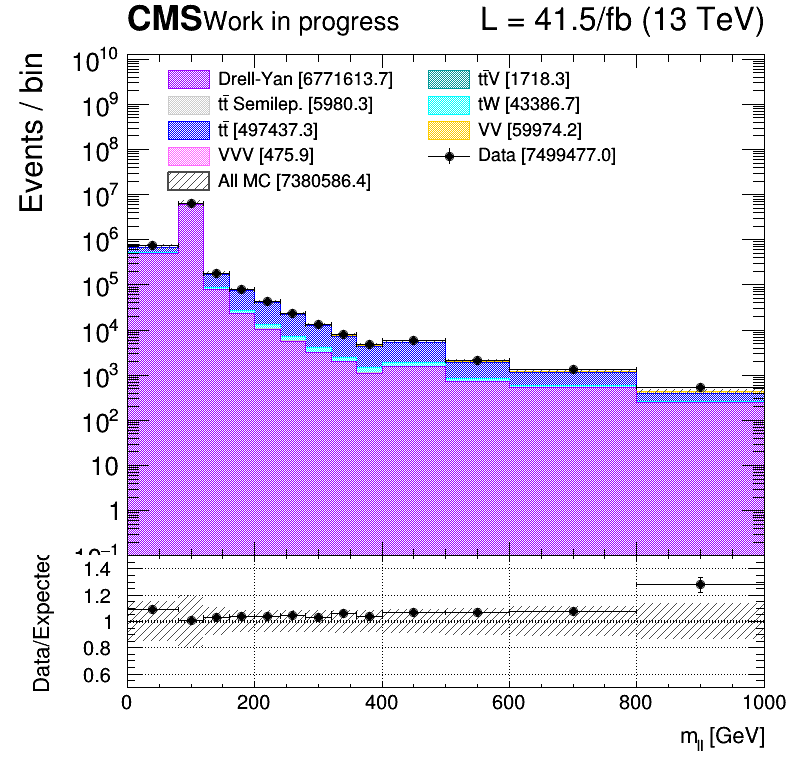 CMS Work in progress L = 41.5/fb (13 TeV)
Events / bin
10^10
10^9
10^8
10^7
10^6
10^5
10^4
10^3
10^2
10
1
10^-1
Drell-Yan [6771613.7]
tt̄ Semilep. [5980.3]
tt̄ [497437.3]
VVV [475.9]
All MC [7380586.4]
tt̄V [1718.3]
tW [43386.7]
VV [59974.2]
Data [7499477.0]
Data/Expected
1.4
1.2
1
0.8
0.6
0 200 400 600 800 1000
m_ll [GeV]